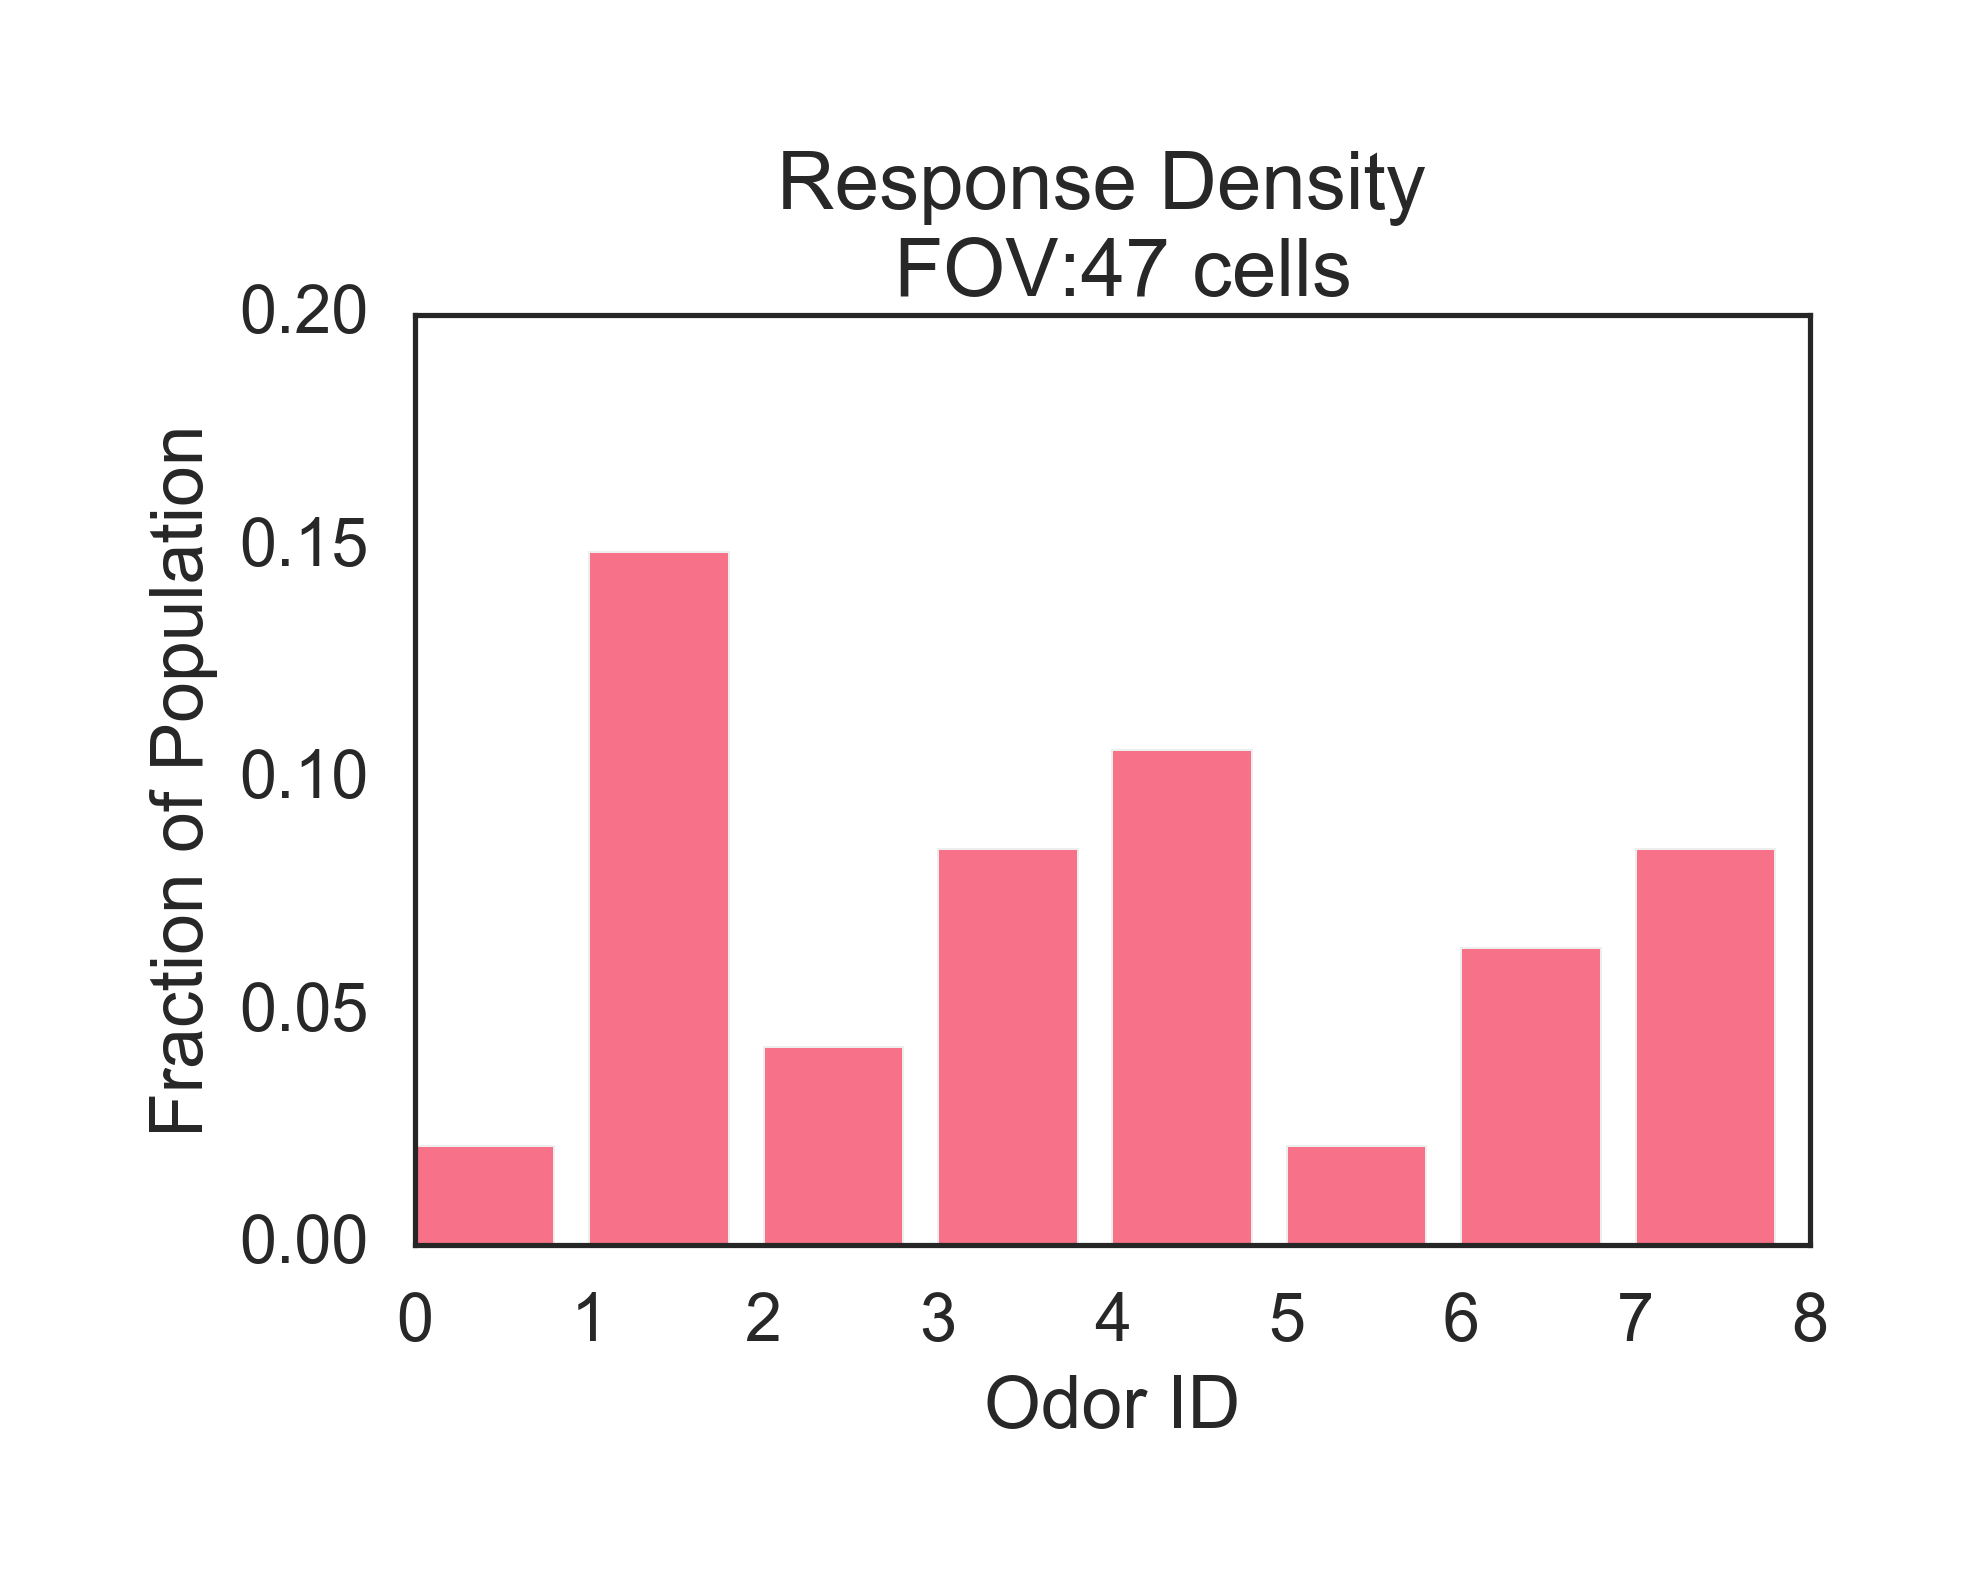 Response Density
FOV:47 cells
0.20
0.15
0.10
0.05
0.00
Fraction of Population
0 1 2 3 4 5 6 7 8
Odor ID